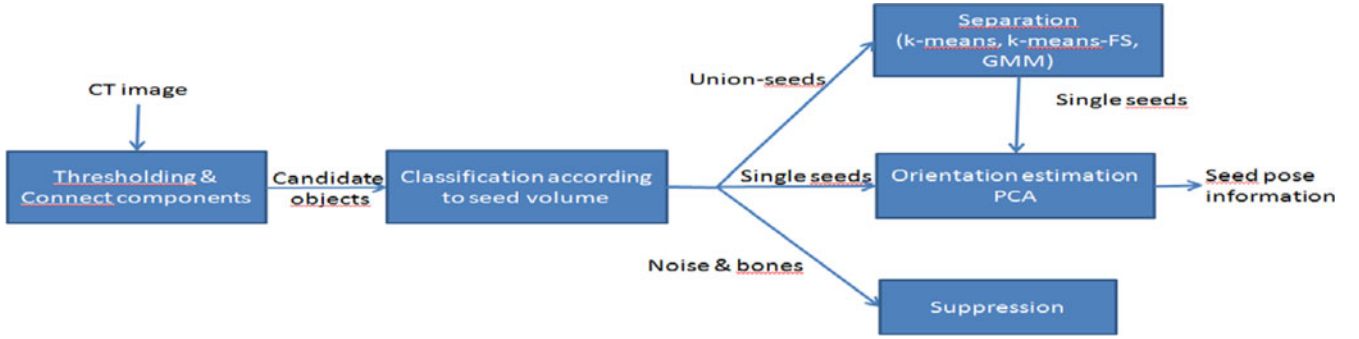 CT image
Thresholding &
Connect components
Candidate
objects
Classification according
to seed volume
Union-seeds
Single seeds
Noise & bones
Separation
(k-means, k-means-FS,
GMM)
Single seeds
Orientation estimation
PCA
Seed pose
information
Suppression